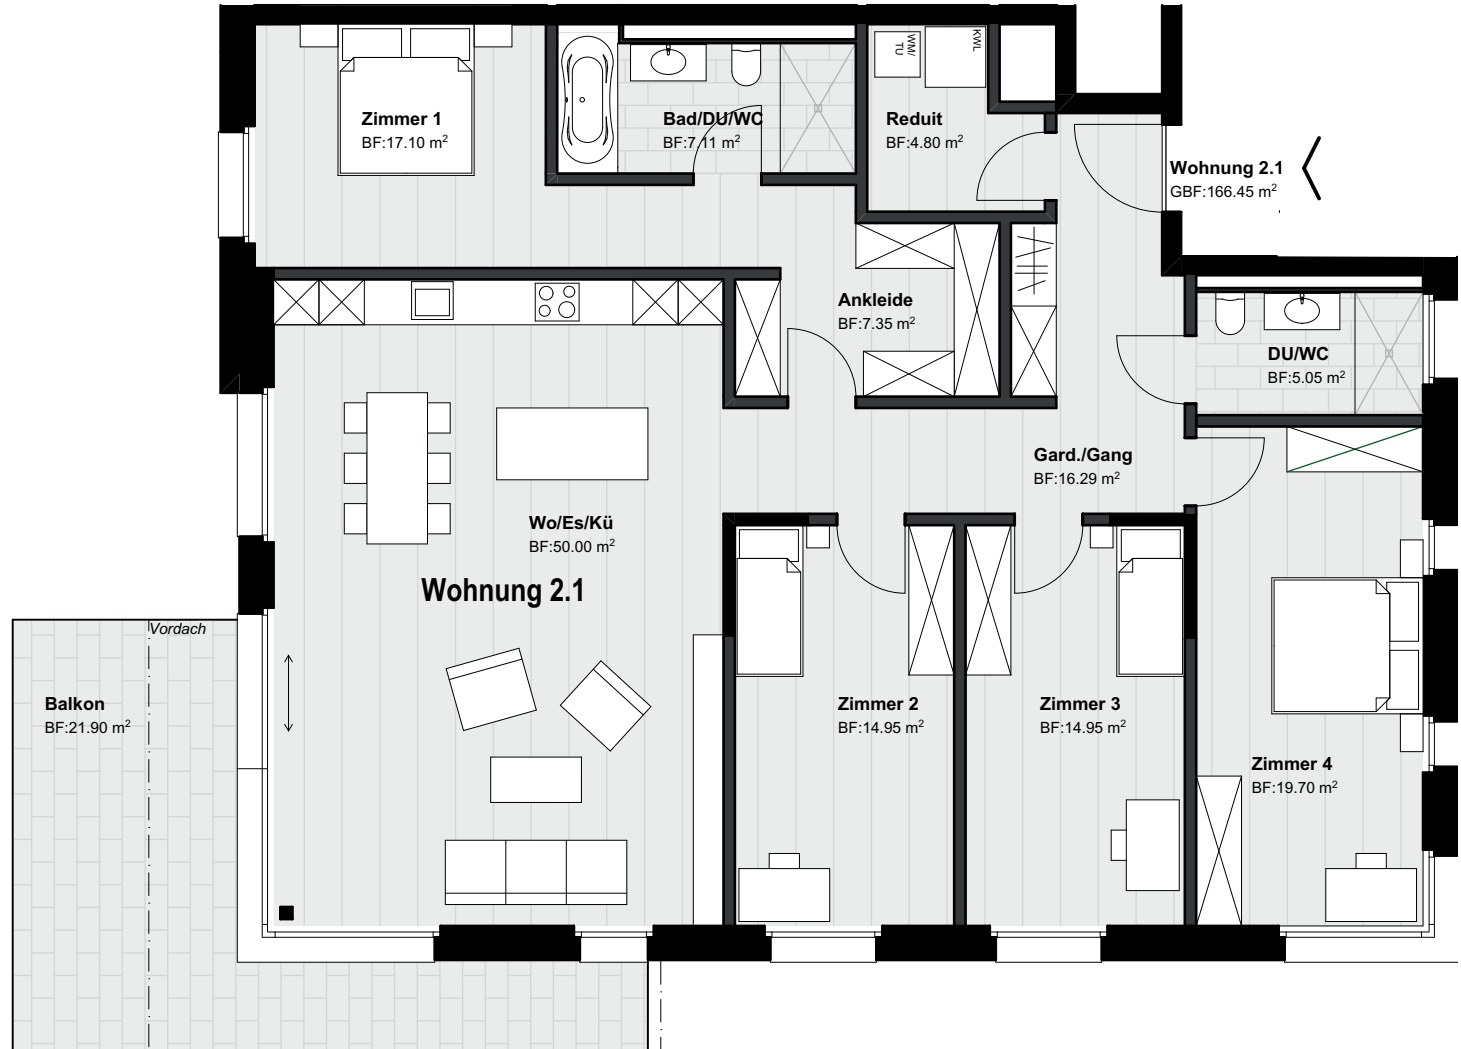 Zimmer 1
BF:17.10 m²
Bad/DU/WC
BF:7.11 m²
WM/
TU
KWL
Reduit
BF:4.80 m²
Wohnung 2.1
GBF:166.45 m²
Ankleide
BF:7.35 m²
DU/WC
BF:5.05 m²
Gard./Gang
BF:16.29 m²
Wo/Es/Kü
BF:50.00 m²
Wohnung 2.1
Vordach
Balkon
BF:21.90 m²
Zimmer 2
BF:14.95 m²
Zimmer 3
BF:14.95 m²
Zimmer 4
BF:19.70 m²